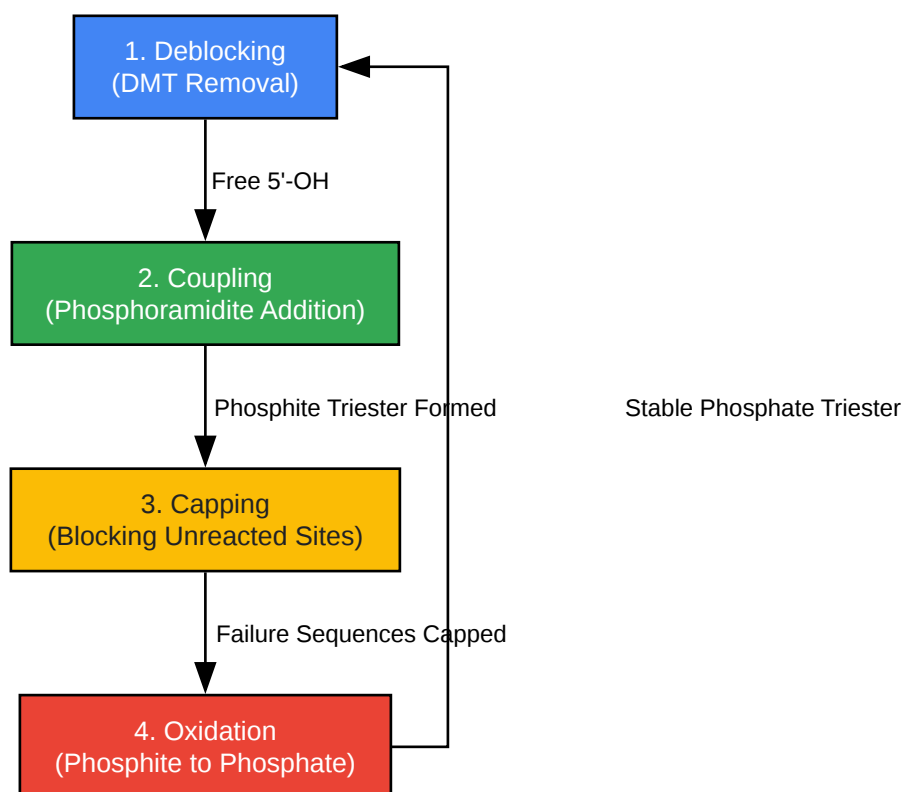 1. Deblocking
(DMT Removal)
Free 5'-OH
2. Coupling
(Phosphoramidite Addition)
Phosphite Triester Formed
Stable Phosphate Triester
3. Capping
(Blocking Unreacted Sites)
Failure Sequences Capped
4. Oxidation
(Phosphite to Phosphate)